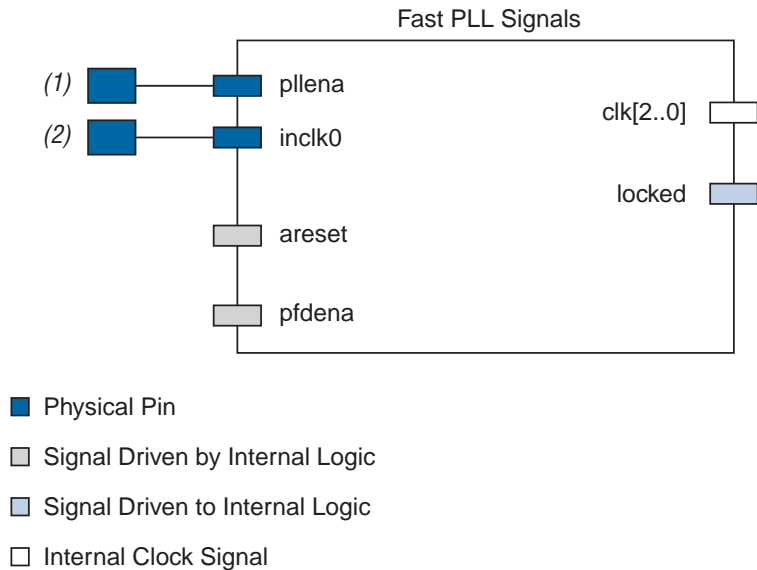 Fast PLL Signals
(1) pllena
(2) inclk0
clk[2..0]
locked
areset
pfdena
Physical Pin
Signal Driven by Internal Logic
Signal Driven to Internal Logic
Internal Clock Signal